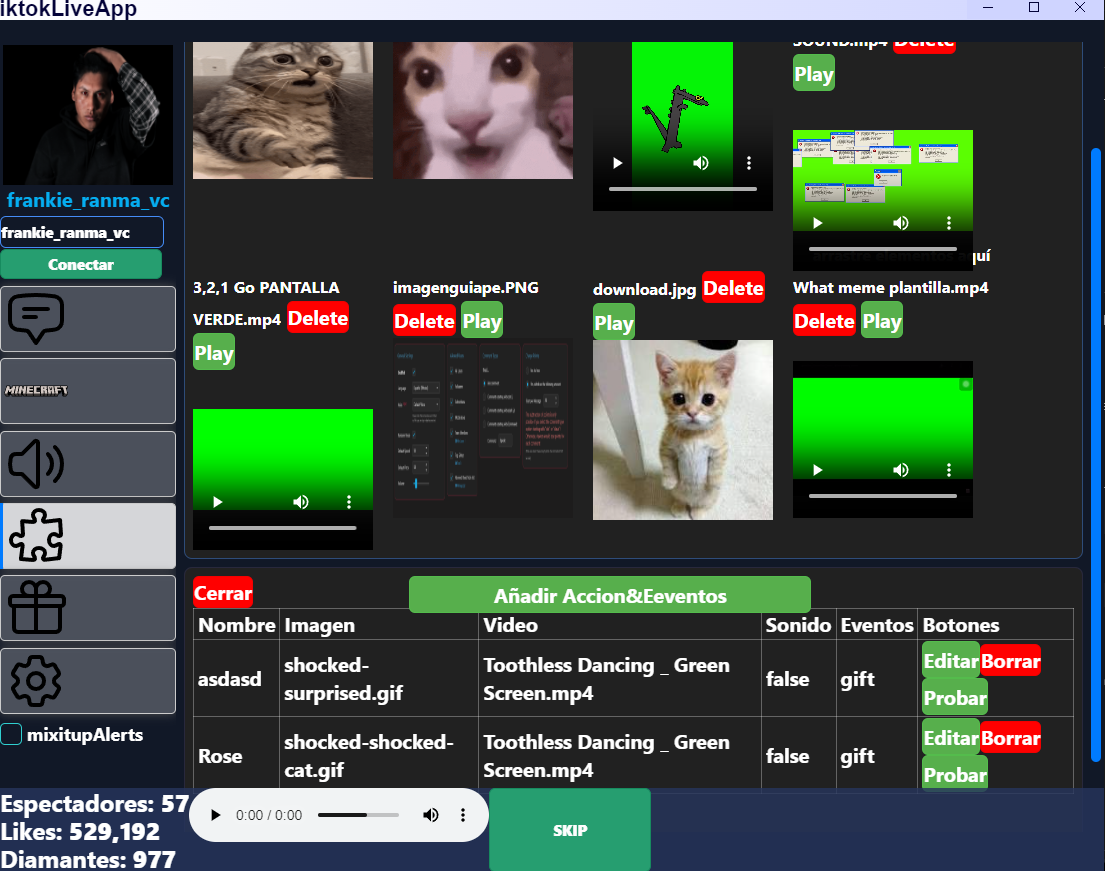 iktokLiveApp
frankie_ranma_vc
frankie_ranma_vc
Conectar
MINECRAFT
mixitupAlerts
SOUND.mp4 Delete
Play
aquí
3,2,1 Go PANTALLA
VERDE.mp4 Delete
Play
imagenguiape.PNG
Delete Play
download.jpg Delete
Play
What meme plantilla.mp4
Delete Play
Cerrar
Añadir Accion&Eeventos
Nombre Imagen Video Sonido Eventos Botones
asdasd
shocked-
surprised.gif
Toothless Dancing _ Green
Screen.mp4
false
gift
Editar Borrar
Probar
Rose
shocked-shocked-
cat.gif
Toothless Dancing _ Green
Screen.mp4
false
gift
Editar Borrar
Probar
Espectadores: 57
Likes: 529,192
Diamantes: 977
0:00 / 0:00
SKIP